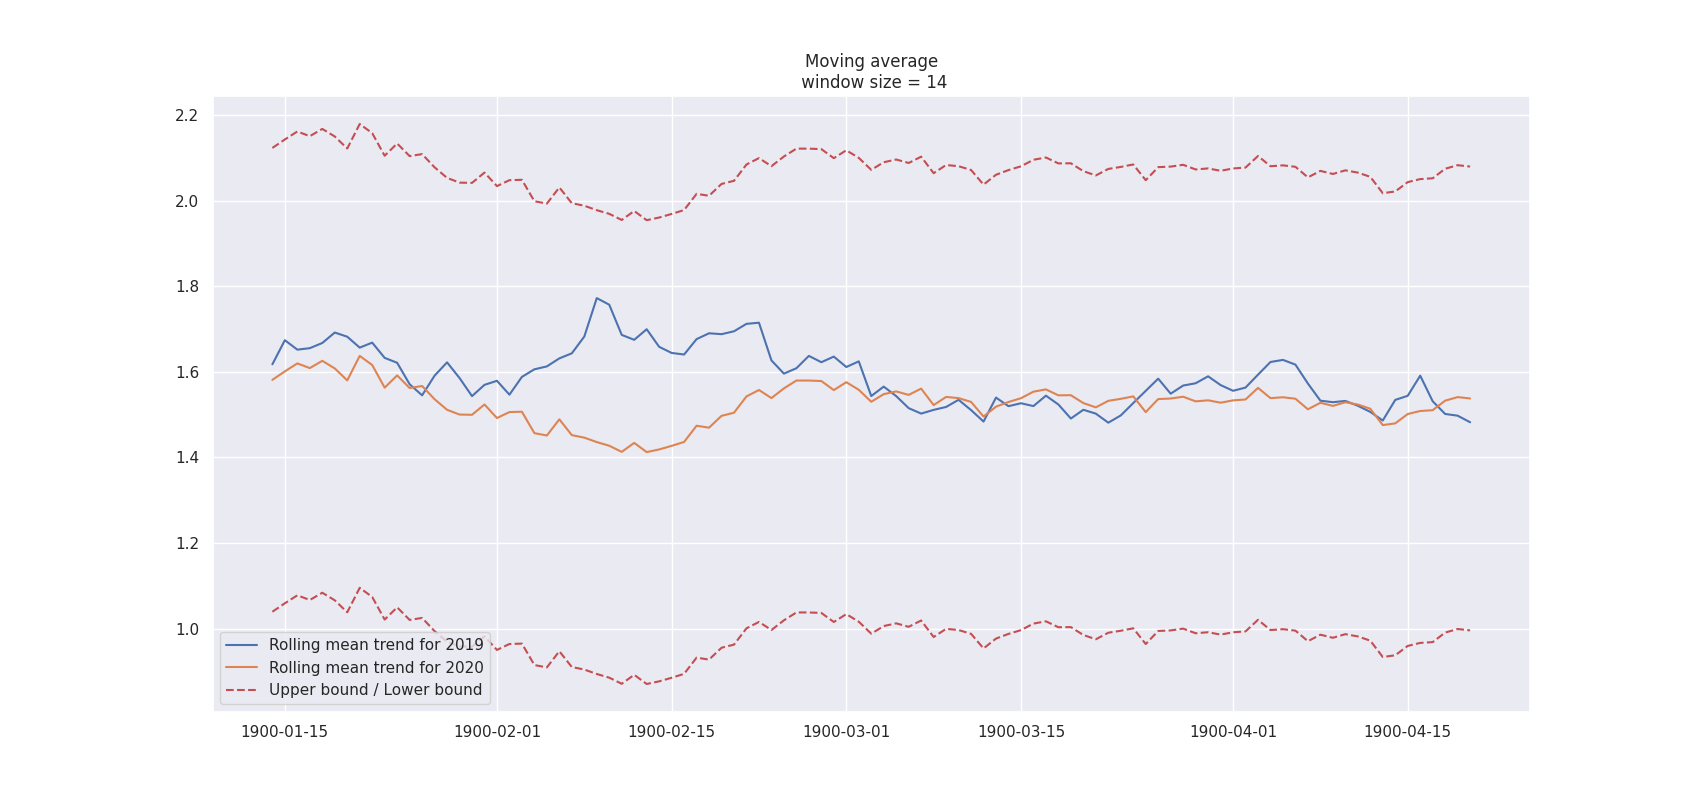 Moving average
window size = 14
2.2
2.0
1.8
1.6
1.4
1.2
1.0
Rolling mean trend for 2019
Rolling mean trend for 2020
Upper bound / Lower bound
1900-01-15
1900-02-01
1900-02-15
1900-03-01
1900-03-15
1900-04-01
1900-04-15